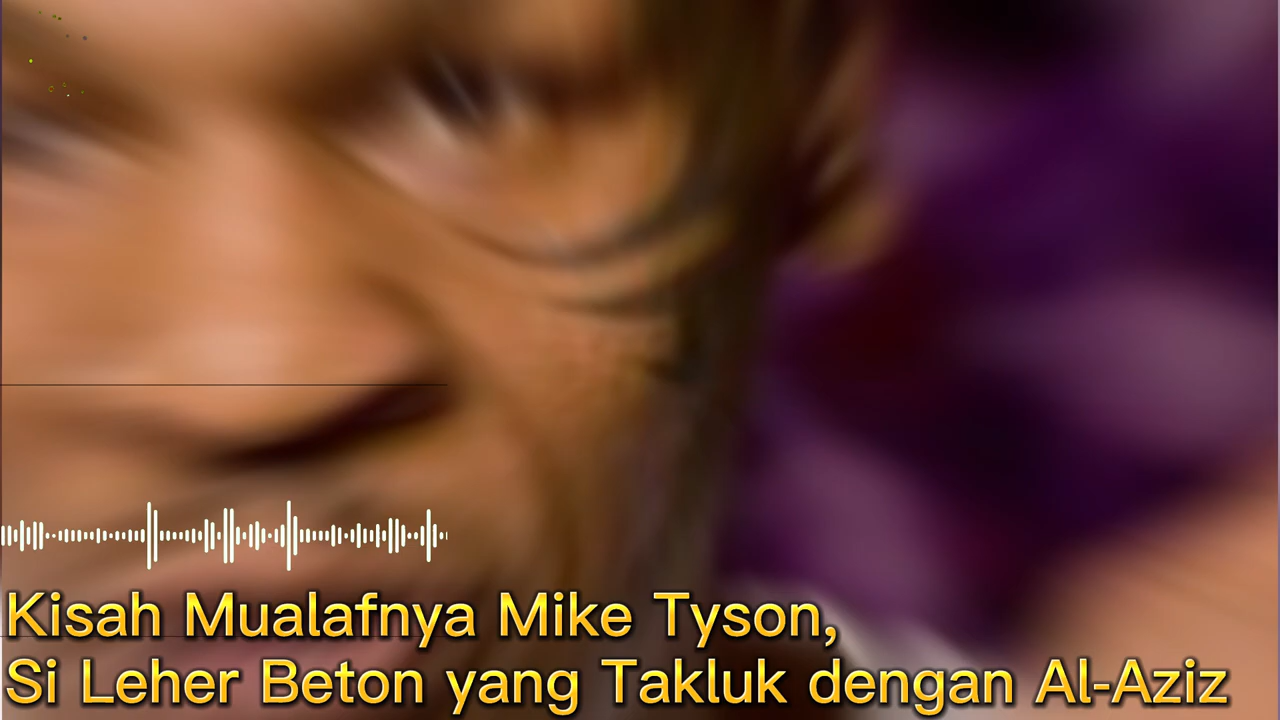 Kisah Mualafnya Mike Tyson,
Si Leher Beton yang Takluk dengan Al-Aziz